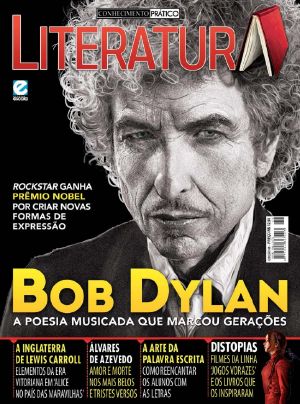 CONHECIMENTO PRÁTICO
LITERATURA
escala
ROCKSTAR GANHA
PRÊMIO NOBEL
POR CRIAR NOVAS
FORMAS DE
EXPRESSÃO
BOB DYLAN
A POESIA MUSICADA QUE MARCOU GERAÇÕES
A INGLATERRA
DE LEWIS CARROLL
ELEMENTOS DA ERA
VITORIANA EM 'ALICE
NO PAÍS DAS MARAVILHAS'
ÁLVARES
DE AZEVEDO
AMOR E MORTE
NOS MAIS BELOS
E TRISTES VERSOS
A ARTE DA
PALAVRA ESCRITA
COMO REENCANTAR
OS ALUNOS COM
AS LETRAS
DISTOPIAS
FILMES DA LINHA
'JOGOS VORAZES'
E OS LIVROS QUE
OS INSPIRARAM